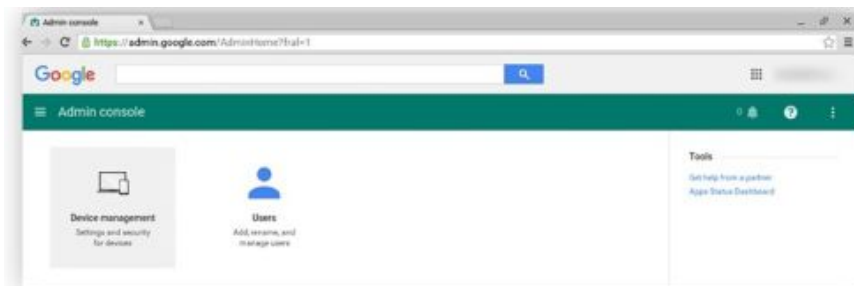 Admin console
https://admin.google.com/AdminHome?fral=1
Google
Admin console
0
Tools
Get help from a partner
Apps Status Dashboard
Device management
Settings and security
for devices
Users
Add, rename, and
manage users